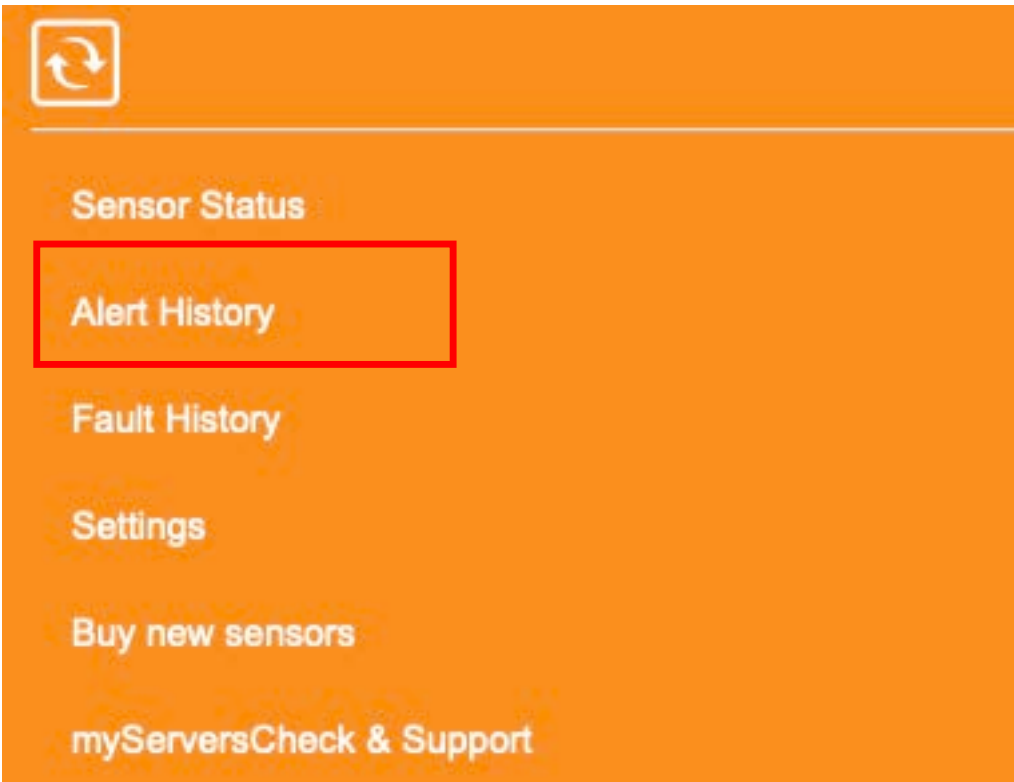 Sensor Status
Alert History
Fault History
Settings
Buy new sensors
myServersCheck & Support